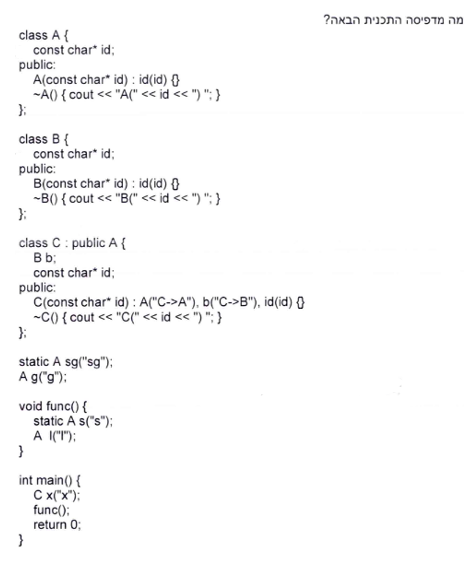 מה מדפיסה התכנית הבאה?
class A {
const char* id;
public:
A(const char* id) : id(id) {}
~A() { cout << "A(" << id << ") "; }
};
class B {
const char* id;
public:
B(const char* id) : id(id) {}
~B() { cout << "B(" << id << ") "; }
};
class C : public A {
B b;
const char* id;
public:
C(const char* id) : A("C->A"), b("C->B"), id(id) {}
~C() { cout << "C(" << id << ") "; }
};
static A sg("sg");
A g("g");
void func() {
static A s("s");
A l("l");
}
int main() {
C x("x");
func();
return 0;
}